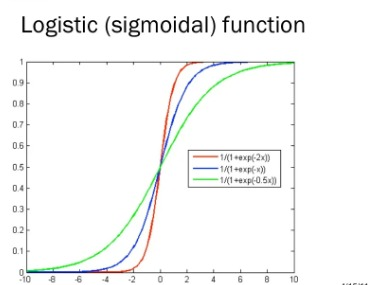 Logistic (sigmoidal) function
1
0.9
0.8
0.7
0.6
0.5
0.4
0.3
0.2
0.1
0
1/(1+exp(-2x))
1/(1+exp(-x))
1/(1+exp(-0.5x))
-10 -8 -6 -4 -2 0 2 4 6 8 10